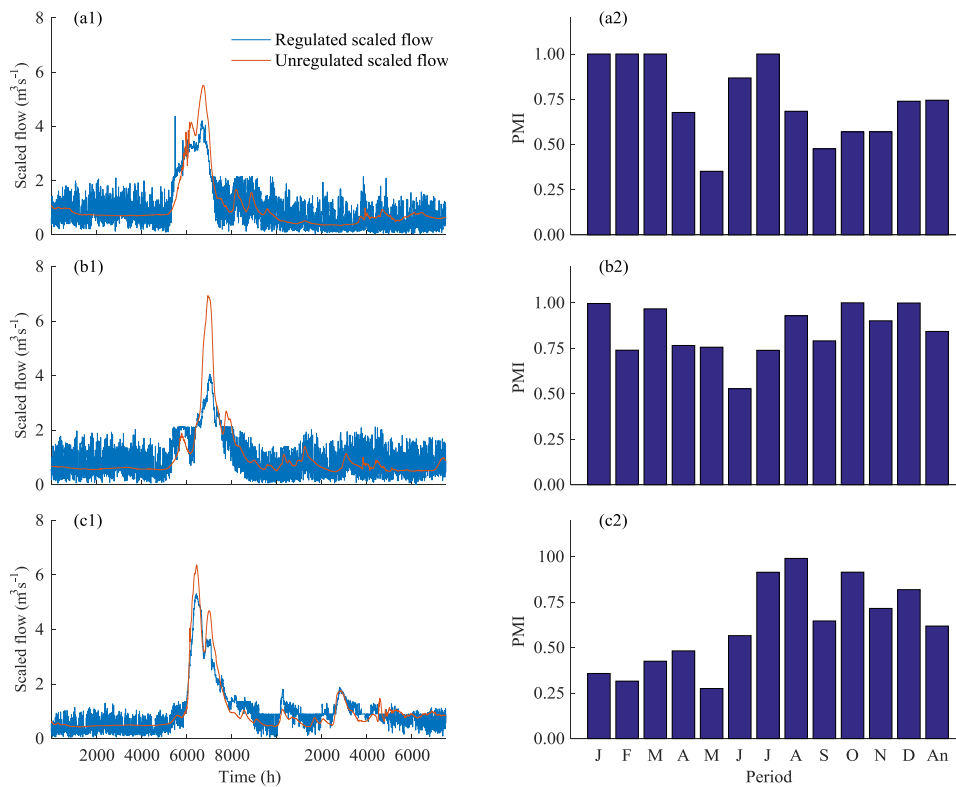 (a1)
8
6
4
2
0
Scaled flow (m³s⁻¹)
Regulated scaled flow
Unregulated scaled flow
(a2)
1.00
0.75
0.50
0.25
0.00
PMI
(b1)
8
6
4
2
0
Scaled flow (m³s⁻¹)
(b2)
1.00
0.75
0.50
0.25
0.00
PMI
(c1)
8
6
4
2
0
Scaled flow (m³s⁻¹)
2000 4000 6000 8000 2000 4000 6000
Time (h)
(c2)
100
0.75
0.50
0.25
0.00
PMI
J F M A M J J A S O N D An
Period